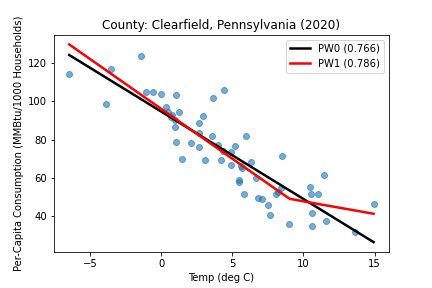 County: Clearfield, Pennsylvania (2020)
PW0 (0.766)
PW1 (0.786)
Per-Capita Consumption (MMBtu/1000 Households)
120
100
80
60
40
−5 0 5 10 15
Temp (deg C)